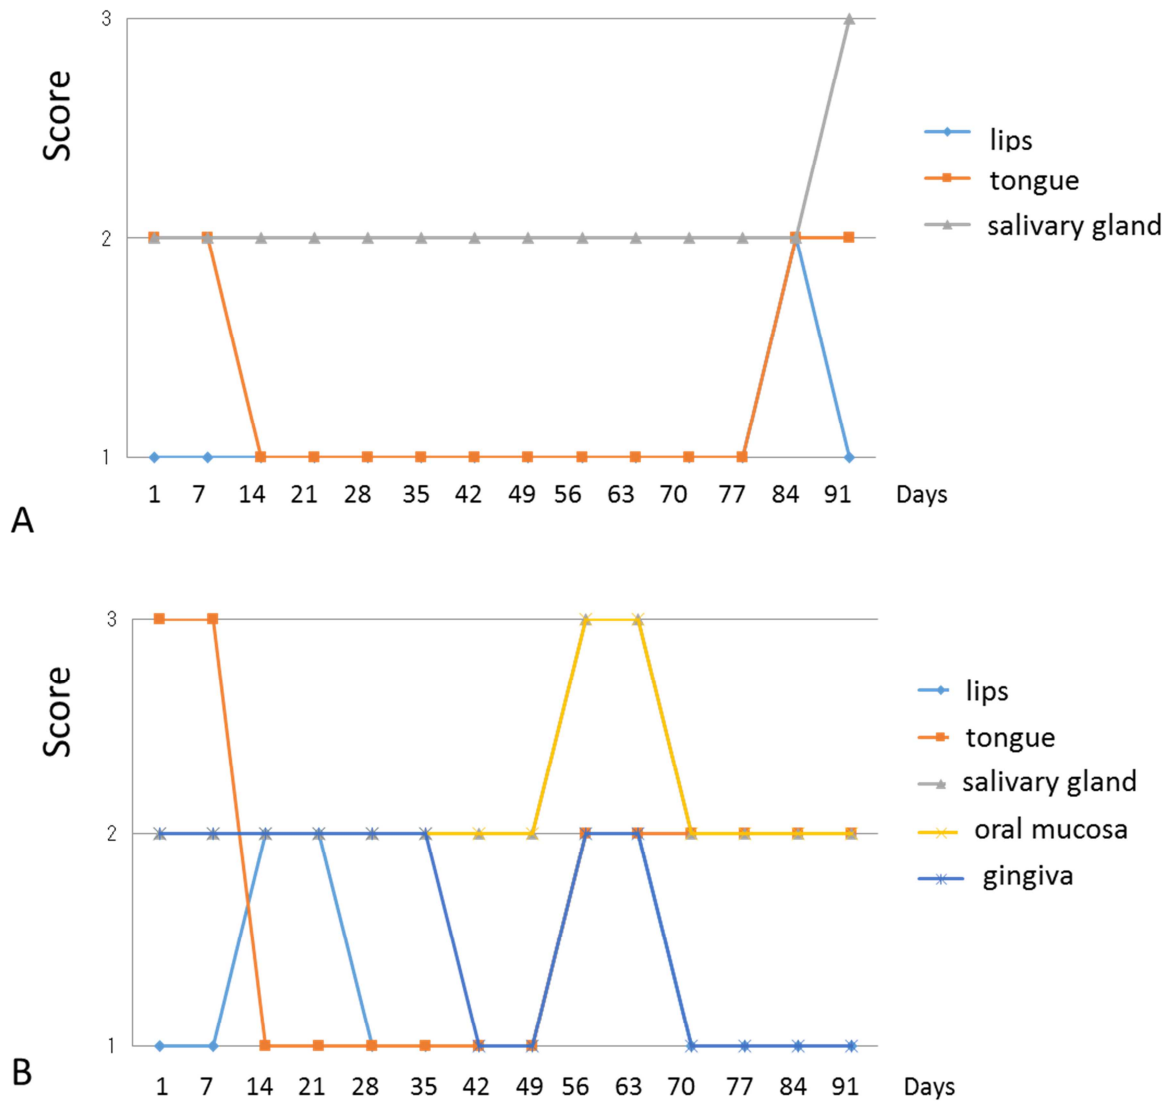 3
Score
lips
tongue
salivary gland
2
1
1 7 14 21 28 35 42 49 56 63 70 77 84 91 Days
A
3
Score
lips
tongue
salivary gland
oral mucosa
2
gingiva
1
B
1 7 14 21 28 35 42 49 56 63 70 77 84 91 Days